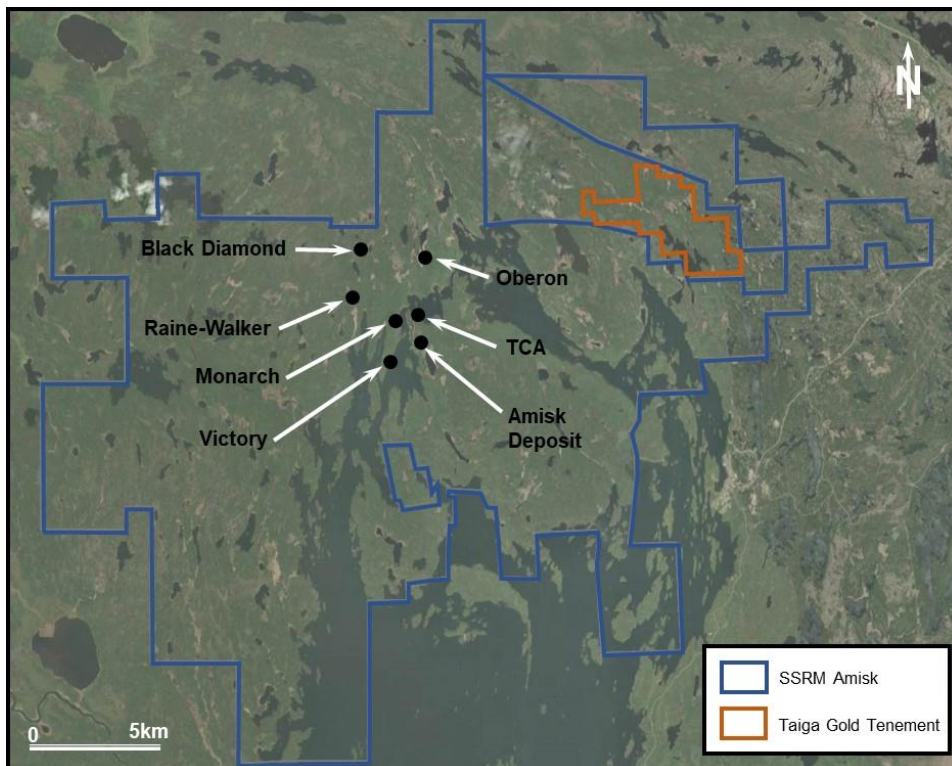 N
Black Diamond
Oberon
Raine-Walker
TCA
Monarch
Amisk
Deposit
Victory
SSRM Amisk
Taiga Gold Tenement
0 5km